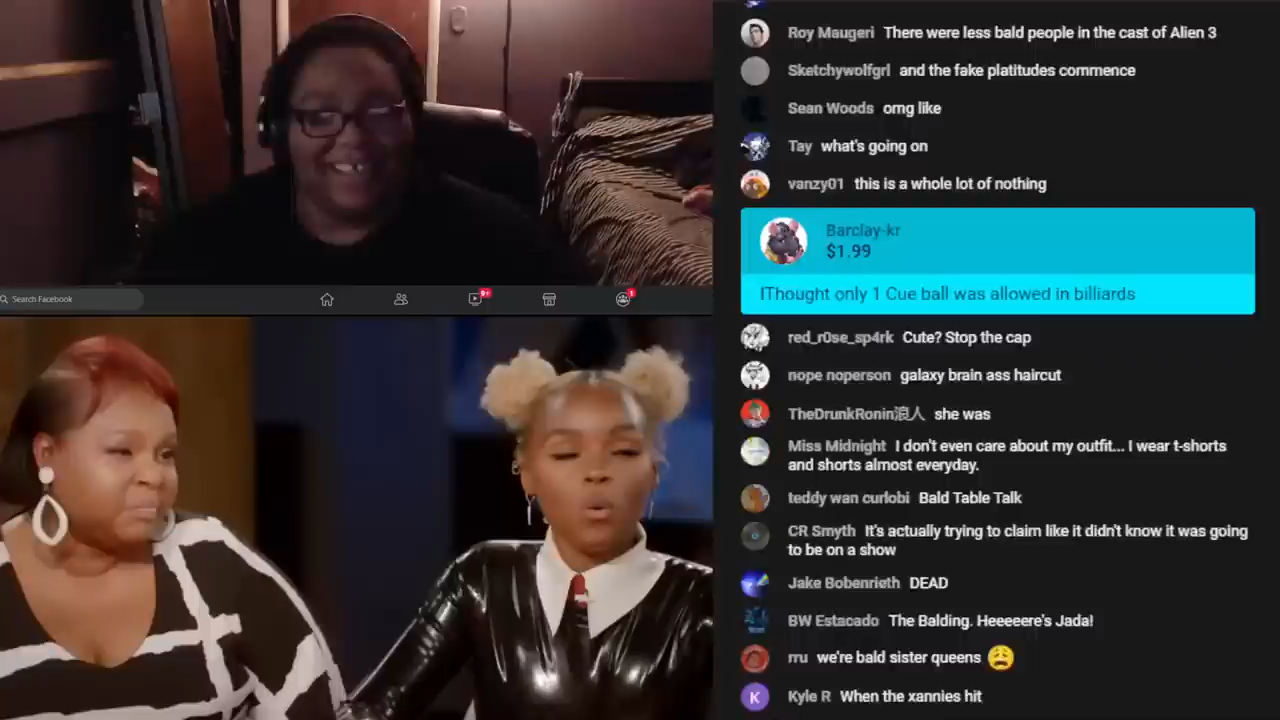 Search Facebook
9+
1
Roy Maugeri There were less bald people in the cast of Alien 3
Sketchywolfgrl and the fake platitudes commence
Sean Woods omg like
Tay what's going on
vanzy01 this is a whole lot of nothing
Barclay-kr
$1.99
IThought only 1 Cue ball was allowed in billiards
red_r0se_sp4rk Cute? Stop the cap
nope noperson galaxy brain ass haircut
TheDrunkRonin浪人 she was
Miss Midnight I don't even care about my outfit... I wear t-shorts
and shorts almost everyday.
teddy wan curlobi Bald Table Talk
CR Smyth It's actually trying to claim like it didn't know it was going
to be on a show
Jake Bobenrieth DEAD
BW Estacado The Balding. Heeeeere's Jada!
rru we're bald sister queens 😩
K
Kyle R When the xannies hit